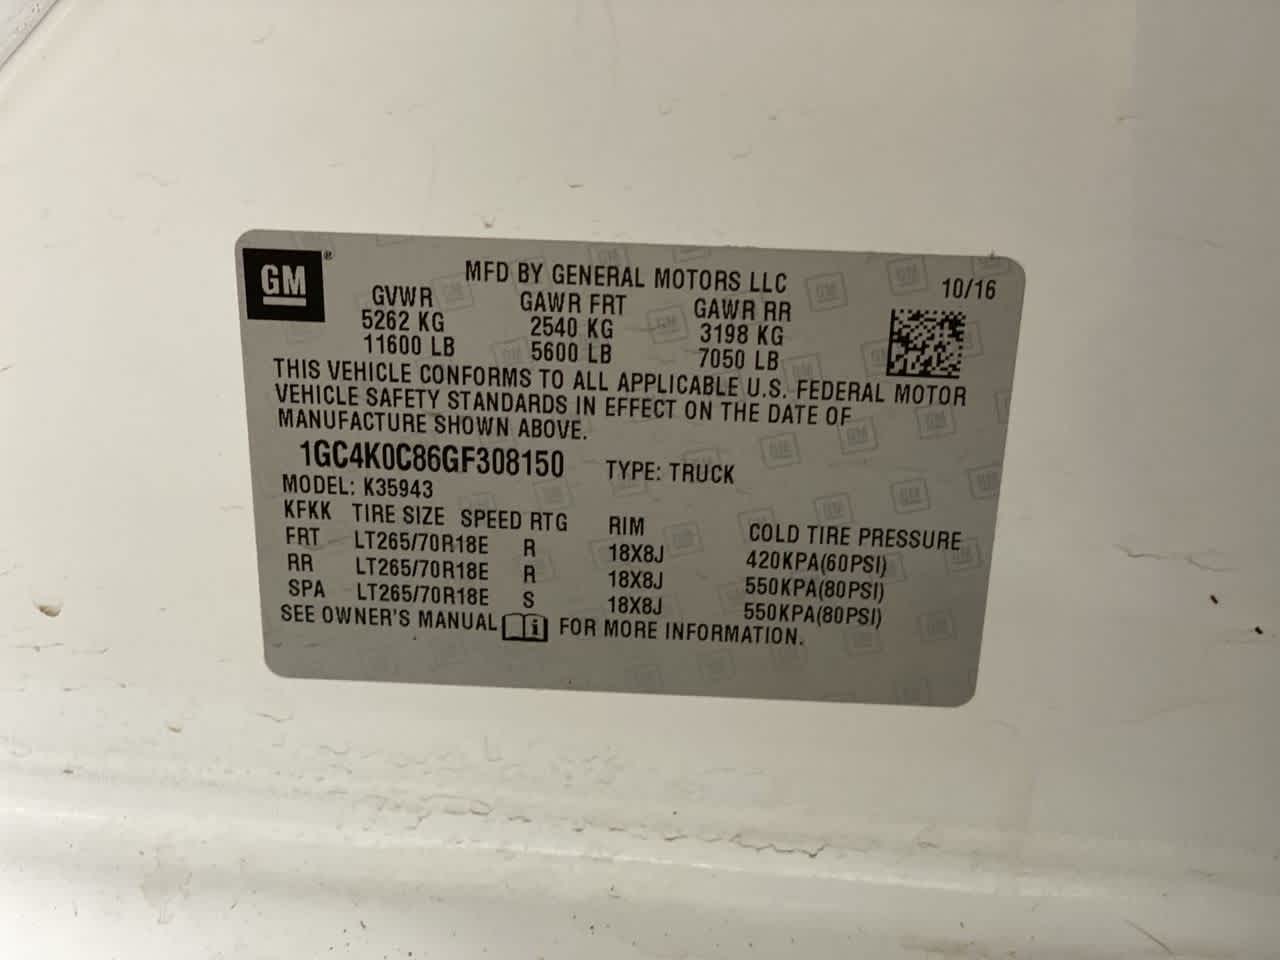 GM ®
MFD BY GENERAL MOTORS LLC
10/16
GVWR GAWR FRT GAWR RR
5262 KG 2540 KG 3198 KG
11600 LB 5600 LB 7050 LB
THIS VEHICLE CONFORMS TO ALL APPLICABLE U.S. FEDERAL MOTOR
VEHICLE SAFETY STANDARDS IN EFFECT ON THE DATE OF
MANUFACTURE SHOWN ABOVE.
1GC4K0C86GF308150 TYPE: TRUCK
MODEL: K35943
KFKK TIRE SIZE SPEED RTG RIM COLD TIRE PRESSURE
FRT LT265/70R18E R 18X8J 420KPA(60PSI)
RR LT265/70R18E R 18X8J 550KPA(80PSI)
SPA LT265/70R18E S 18X8J 550KPA(80PSI)
SEE OWNER'S MANUAL i FOR MORE INFORMATION.